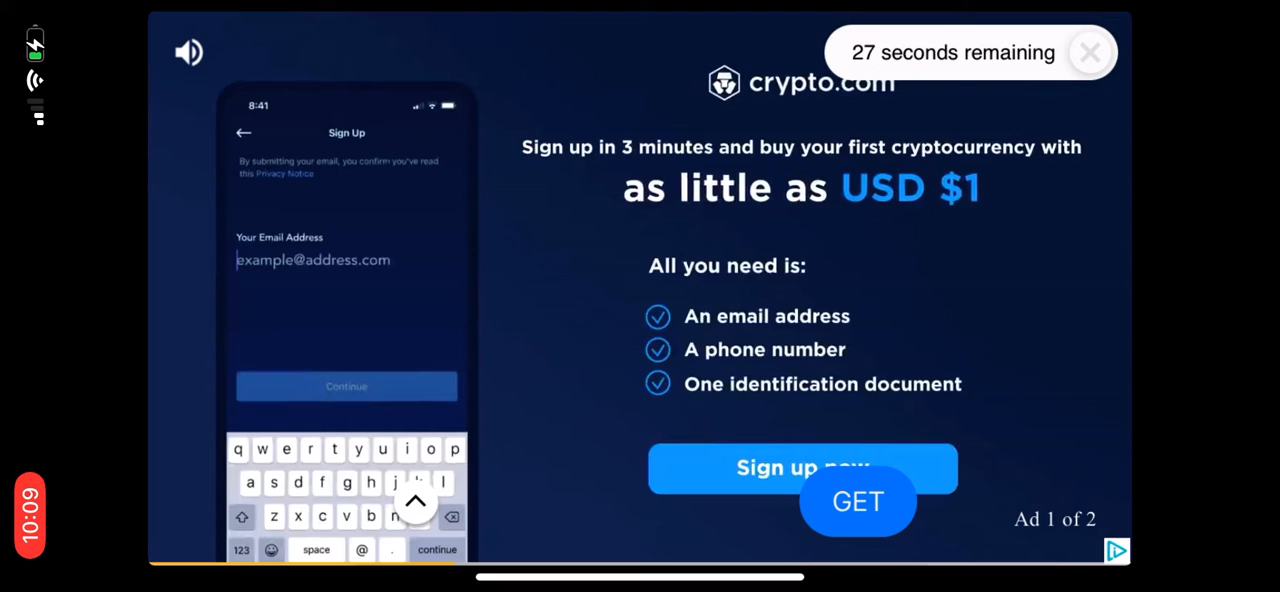 27 seconds remaining
crypto.com
8:41
Sign Up
By submitting your email, you confirm you've read
this Privacy Notice
Your Email Address
example@address.com
Continue
q w e r t y u i o p
a s d f g h j k l
z x c v b n
123 space @ . continue
Sign up in 3 minutes and buy your first cryptocurrency with
as little as USD $1
All you need is:
An email address
A phone number
One identification document
Sign up now
GET
Ad 1 of 2
10:09